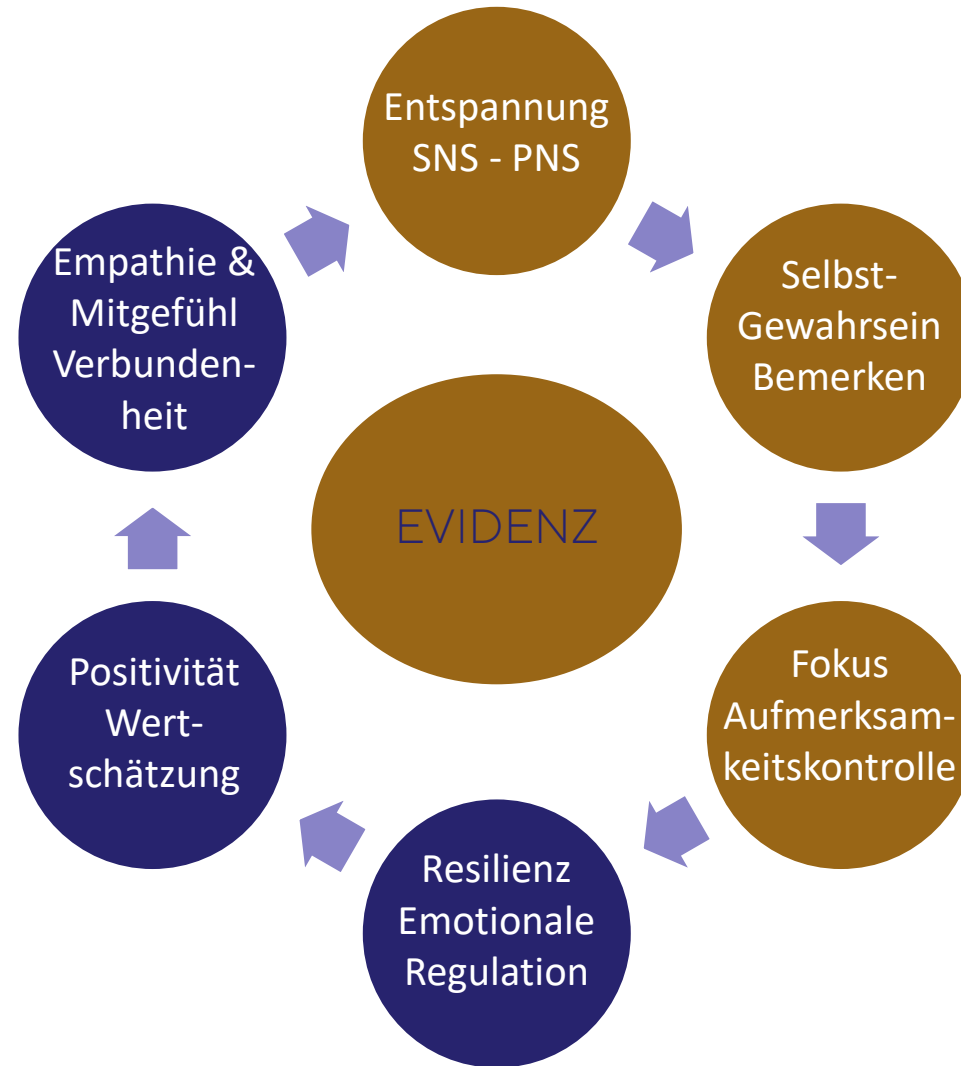 Entspannung
SNS - PNS
Selbst-
Gewahrsein
Bemerken
Fokus
Aufmerksam-
keitskontrolle
Resilienz
Emotionale
Regulation
Positivität
Wert-
schätzung
Empathie &
Mitgefühl
Verbunden-
heit
EVIDENZ